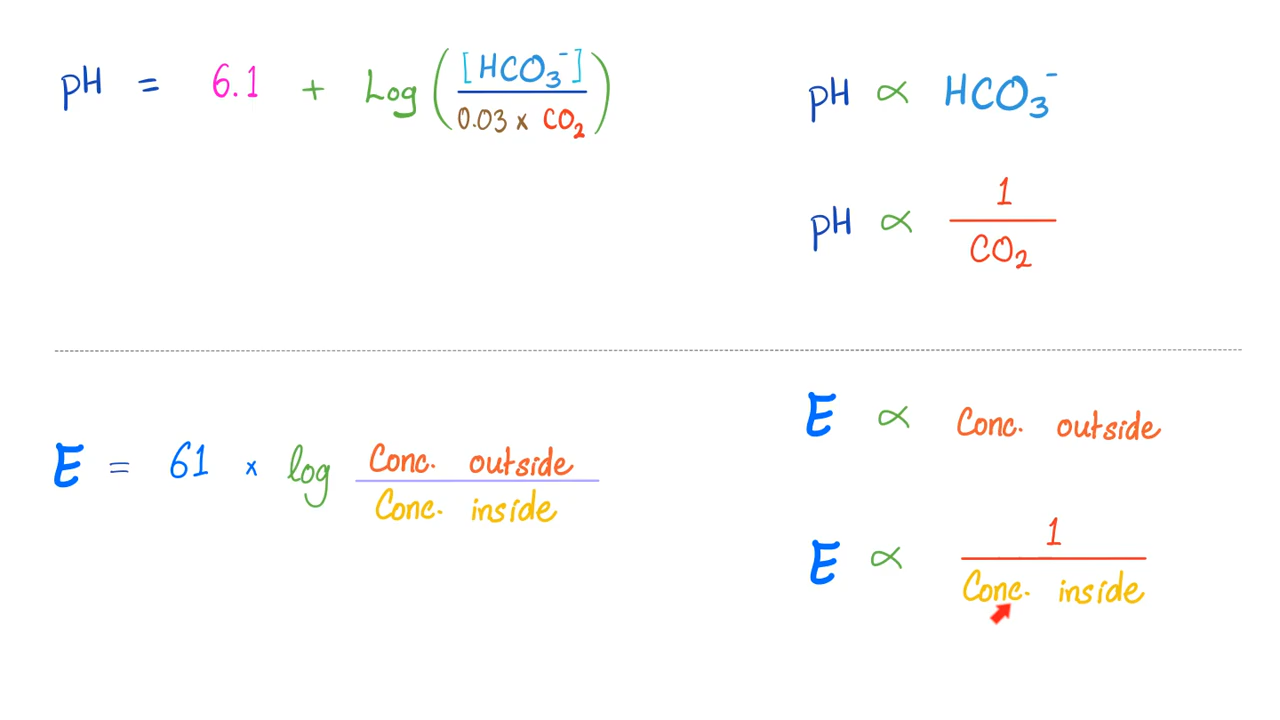 pH = 6.1 + Log ( [HCO₃⁻] / 0.03 × CO₂ )
pH ∝ HCO₃⁻
pH ∝ 1 / CO₂
E = 61 × log Conc. outside / Conc. inside
E ∝ Conc. outside
E ∝ 1 / Conc. inside